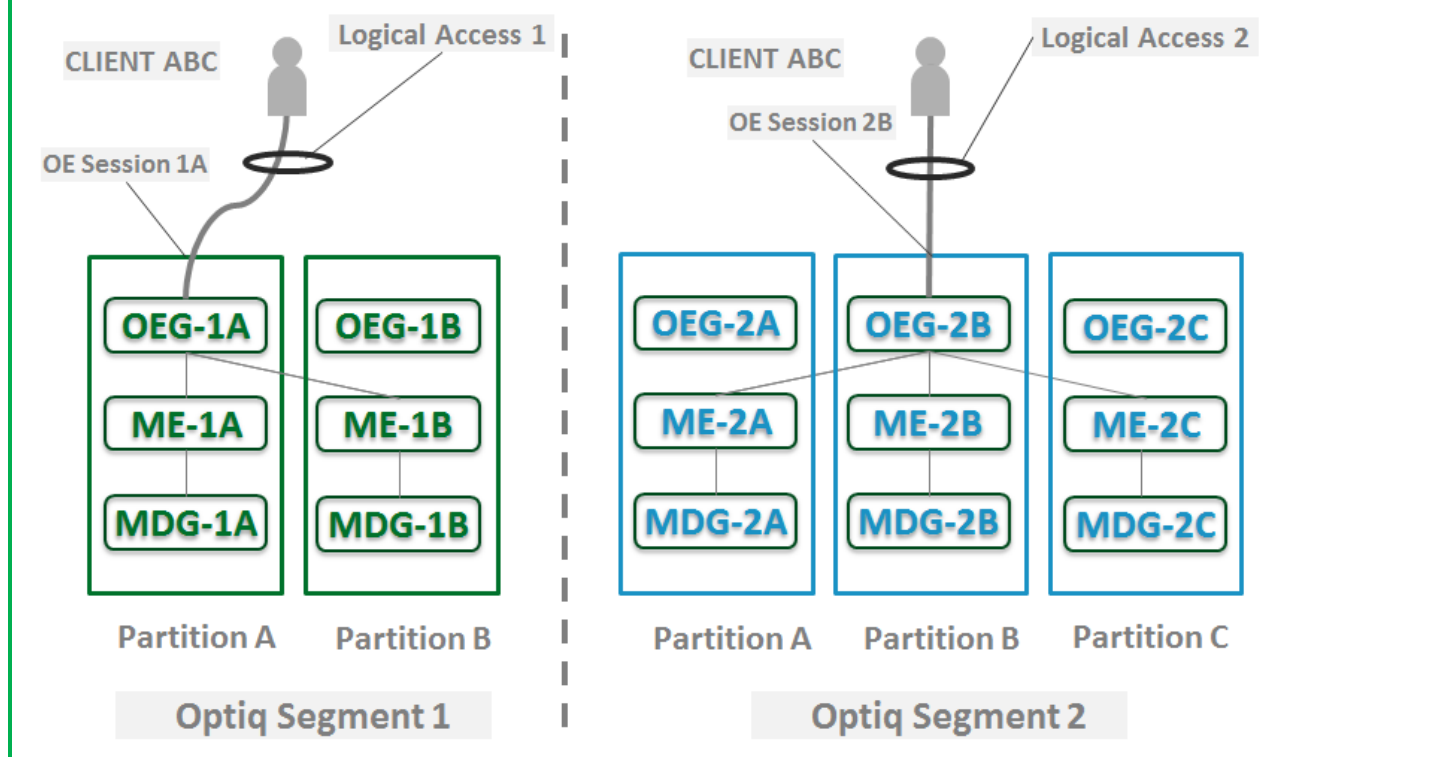 Logical Access 1
CLIENT ABC
OE Session 1A
OEG-1A
OEG-1B
ME-1A
ME-1B
MDG-1A
MDG-1B
Partition A
Partition B
Optiq Segment 1
Logical Access 2
CLIENT ABC
OE Session 2B
OEG-2A
OEG-2B
OEG-2C
ME-2A
ME-2B
ME-2C
MDG-2A
MDG-2B
MDG-2C
Partition A
Partition B
Partition C
Optiq Segment 2